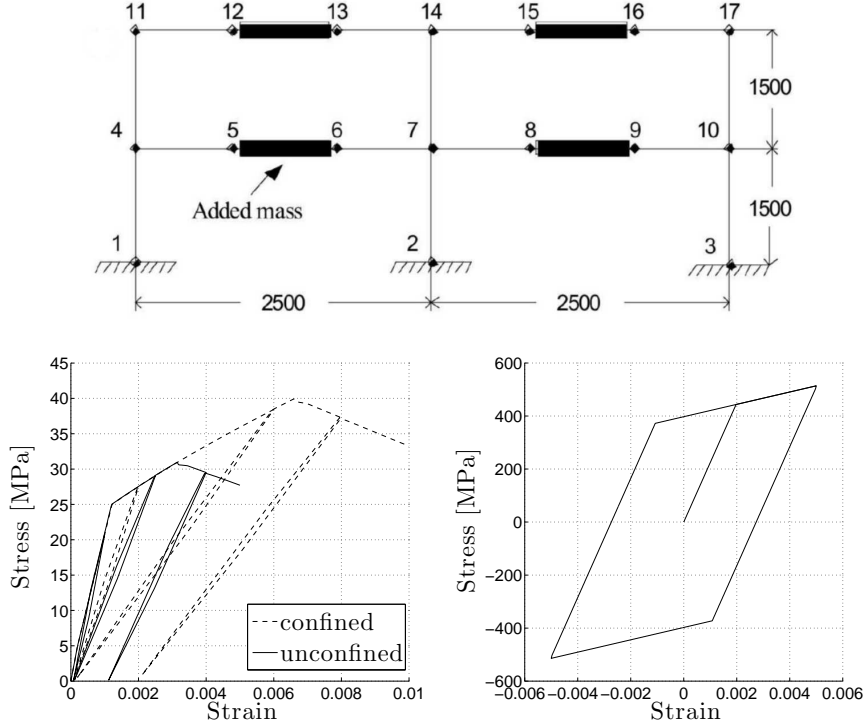 11 12 13 14 15 16 17
1500
4 5 6 7 8 9 10
Added mass
1500
1 2 3
2500 2500
45
40
35
30
25
20
15
10
5
0
Stress [MPa]
confined
unconfined
0 0.002 0.004 0.006 0.008 0.01
Strain
600
400
200
0
−200
−400
−600
Stress [MPa]
−0.006 −0.004 −0.002 0 0.002 0.004 0.006
Strain